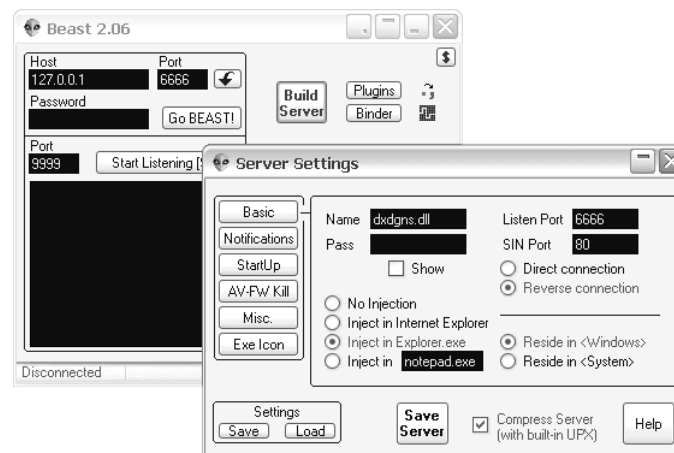 Beast 2.06
Host Port
127.0.0.1 6666
Password
Go BEAST!
Build
Server
Plugins
Binder
$
Port
9999 Start Listening [S
Disconnected
Server Settings
Basic
Notifications
StartUp
AV-FW Kill
Misc.
Exe Icon
Name dxdgns.dll
Pass
Show
No Injection
Inject in Internet Explorer
Inject in Explorer.exe
Inject in notepad.exe
Listen Port 6666
SIN Port 80
Direct connection
Reverse connection
Reside in <Windows>
Reside in <System>
Settings
Save Load
Save
Server
Compress Server
(with built-in UPX)
Help